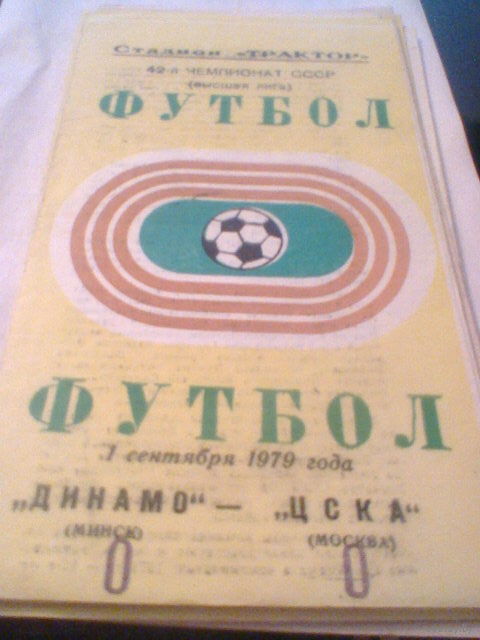 Стадион „ТРАКТОР“
42-й ЧЕМПИОНАТ СССР
(высшая лига)
ФУТБОЛ
ФУТБОЛ
7 сентября 1979 года
„ДИНАМО“ — „ЦСКА“
(МИНСК) (МОСКВА)
0 0